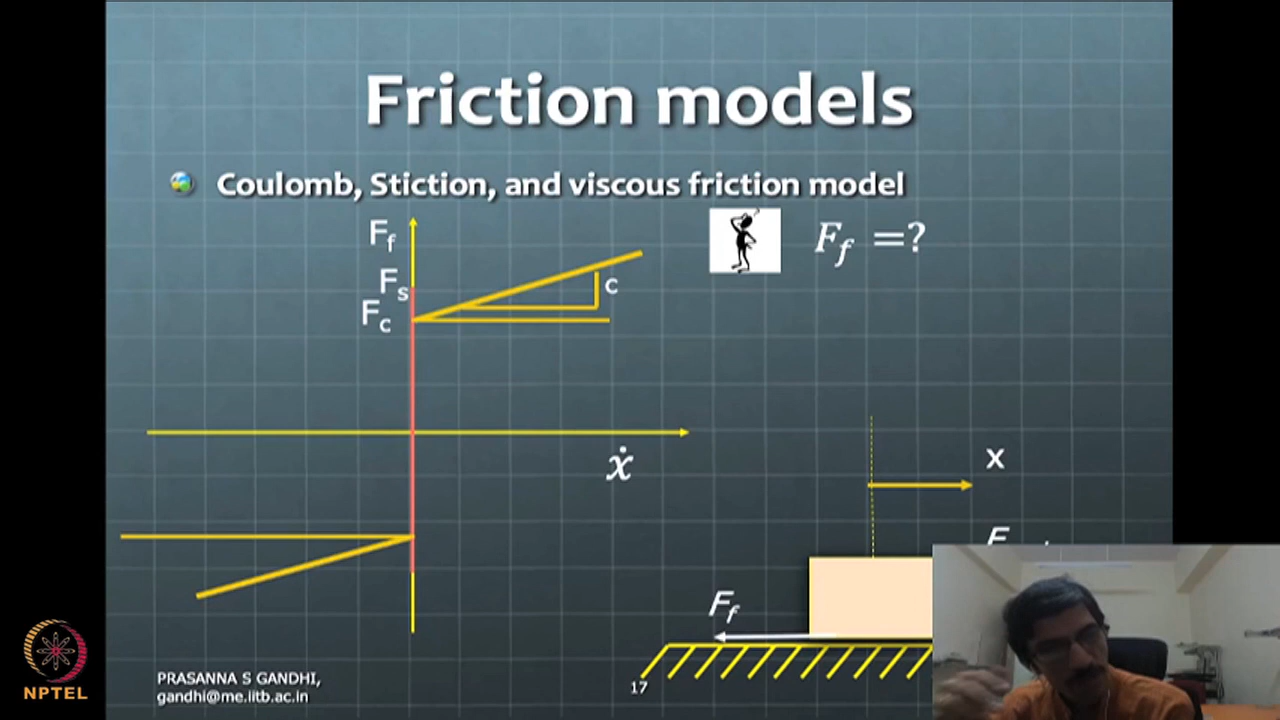 Friction models
Coulomb, Stiction, and viscous friction model
F_f
F_s
F_c
c
F_f =?
ẋ
x
F_f
17
PRASANNA S GANDHI,
gandhi@me.iitb.ac.in
NPTEL